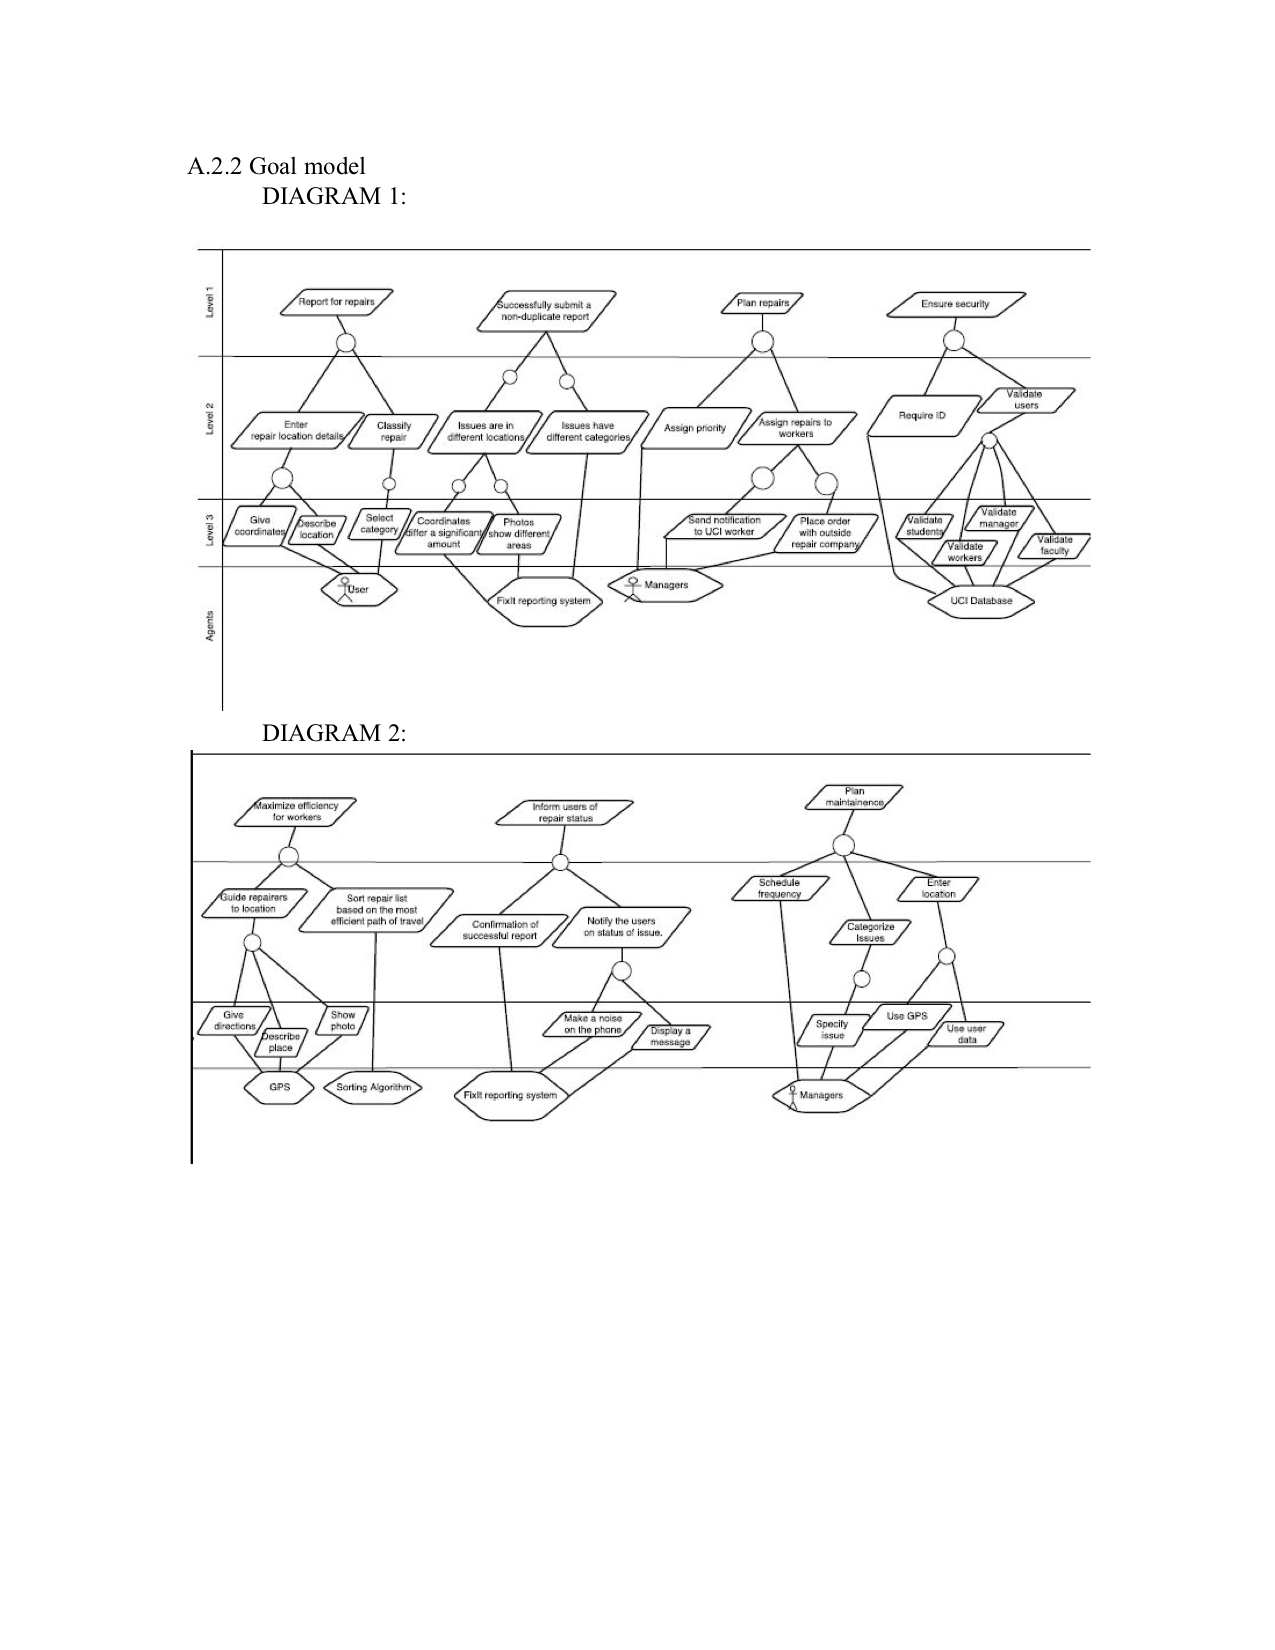 A.2.2 Goal model
DIAGRAM 1:
Level 1
Report for repairs
Successfully submit a
non-duplicate report
Plan repairs
Ensure security
Level 2
Enter
repair location details
Classify
repair
Issues are in
different locations
Issues have
different categories
Assign priority
Assign repairs to
workers
Require ID
Validate
users
Level 3
Give
coordinates
Describe
location
Select
category
Coordinates
differ a significant
amount
Photos
show different
areas
Send notification
to UCI worker
Place order
with outside
repair company
Validate
students
Validate
workers
Validate
manager
Validate
faculty
Agents
User
FixIt reporting system
Managers
UCI Database
DIAGRAM 2:
Maximize efficiency
for workers
Inform users of
repair status
Plan
maintainence
Guide repairers
to location
Sort repair list
based on the most
efficient path of travel
Confirmation of
successful report
Notify the users
on status of issue.
Schedule
frequency
Categorize
Issues
Enter
location
Give
directions
Describe
place
Show
photo
Make a noise
on the phone
Display a
message
Specify
issue
Use GPS
Use user
data
GPS
Sorting Algorithm
FixIt reporting system
Managers